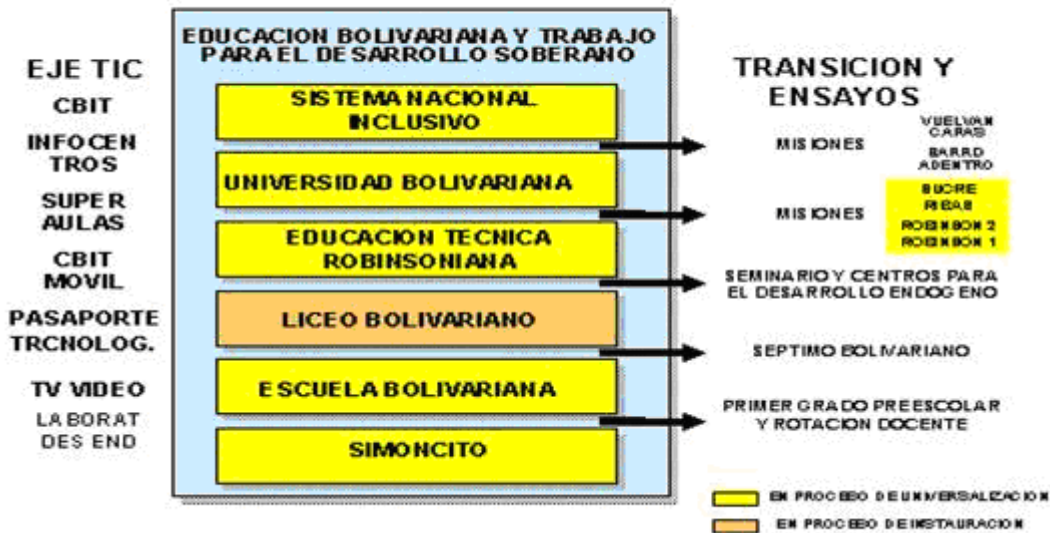 EJE TIC
CBIT
INFOCEN
TROS
SUPER
AULAS
CBIT
MOVIL
PASAPORTE
TRCNOLOG.
TV VIDEO
LABORAT
DES END
EDUCACION BOLIVARIANA Y TRABAJO
PARA EL DESARROLLO SOBERANO
SISTEMA NACIONAL
INCLUSIVO
UNIVERSIDAD BOLIVARIANA
EDUCACION TECNICA
ROBINSONIANA
LICEO BOLIVARIANO
ESCUELA BOLIVARIANA
SIMONCITO
TRANSICION Y
ENSAYOS
MISIONES
VUELVAN
CARAS
BARRO
ADENTRO
MISIONES
SUCRE
RIBAS
ROBINSON 2
ROBINSON 1
SEMINARIO Y CENTROS PARA
EL DESARROLLO ENDOGENO
SEPTIMO BOLIVARIANO
PRIMER GRADO PREESCOLAR
Y ROTACION DOCENTE
EN PROCESO DE UNIVERSALIZACION
EN PROCESO DE INSTAURACION